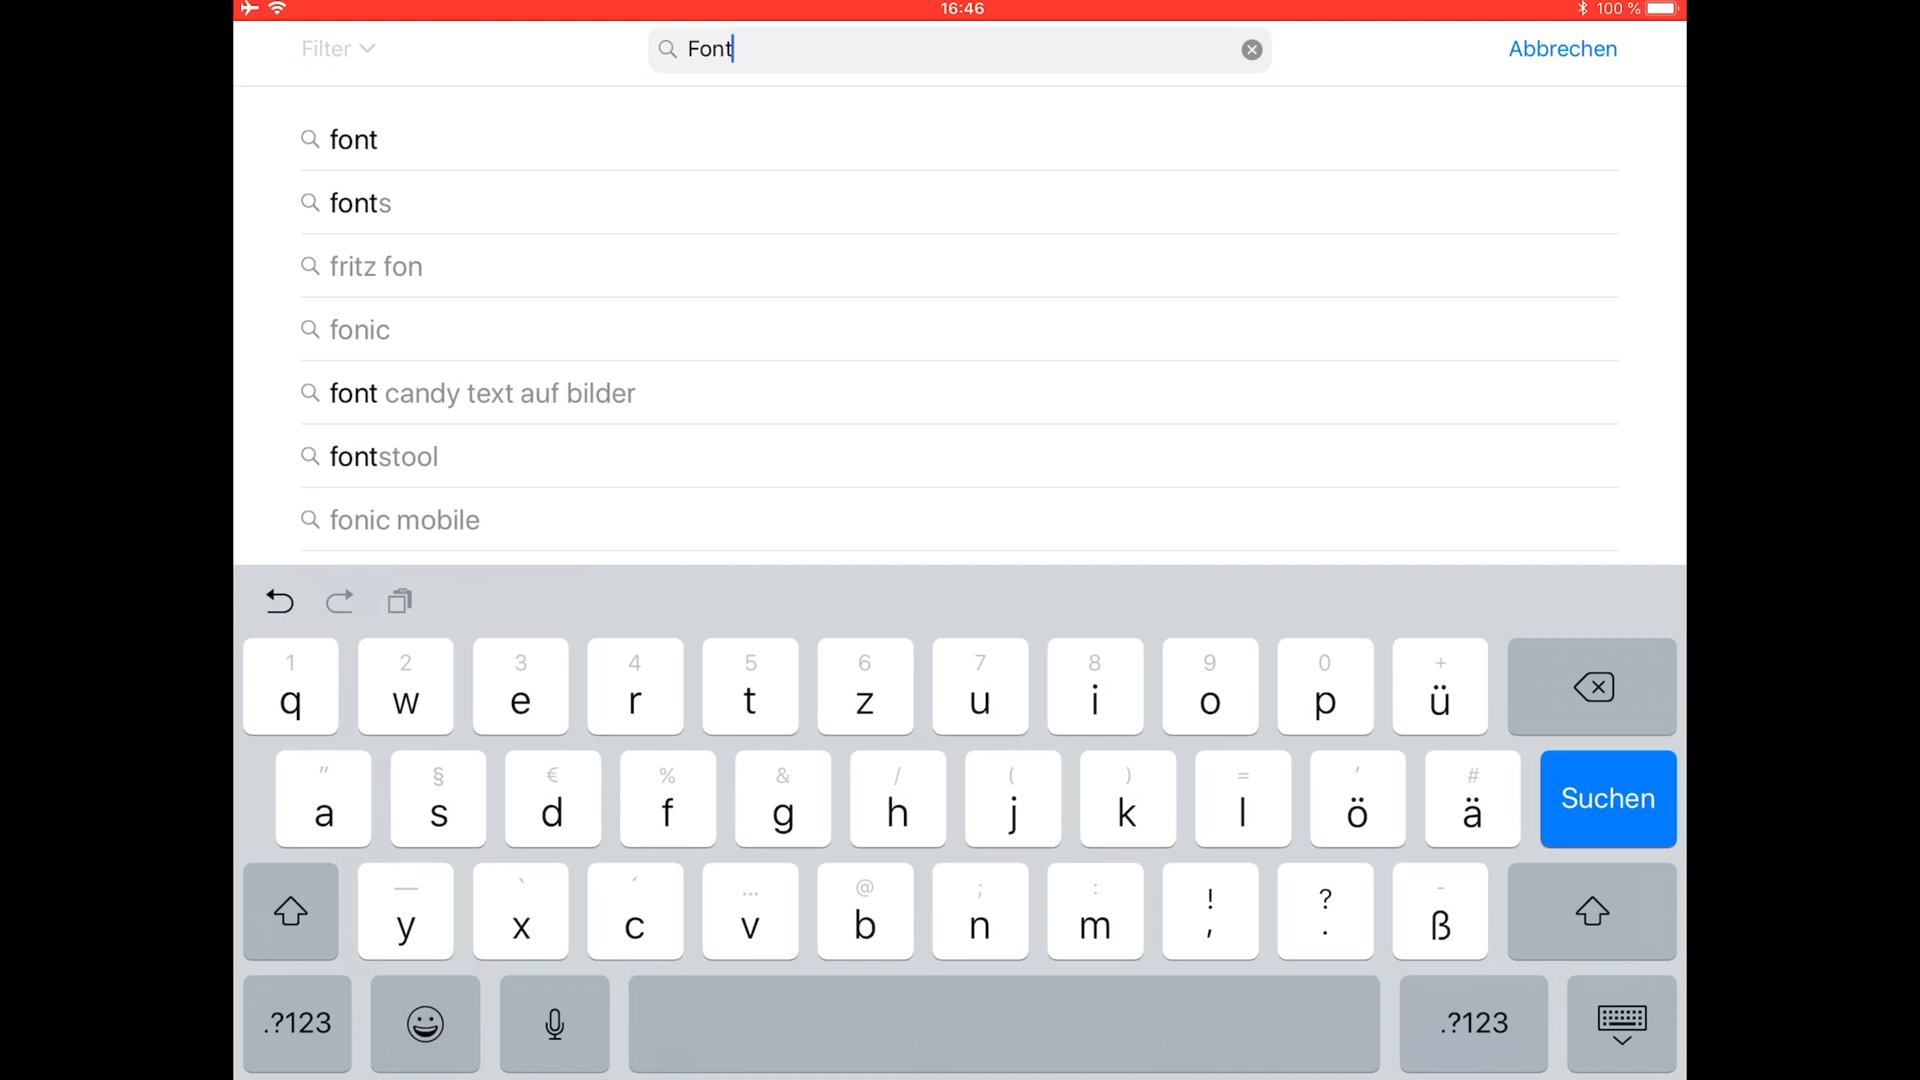 16:46
100 %
Filter
Font
Abbrechen
font
fonts
fritz fon
fonic
font candy text auf bilder
fontstool
fonic mobile
1 2 3 4 5 6 7 8 9 0 +
q w e r t z u i o p ü
" § € % & / ( ) = ' #
a s d f g h j k l ö ä
Suchen
— ` ´ ... @ ; : ! ? -
y x c v b n m , . ß
.?123
.?123